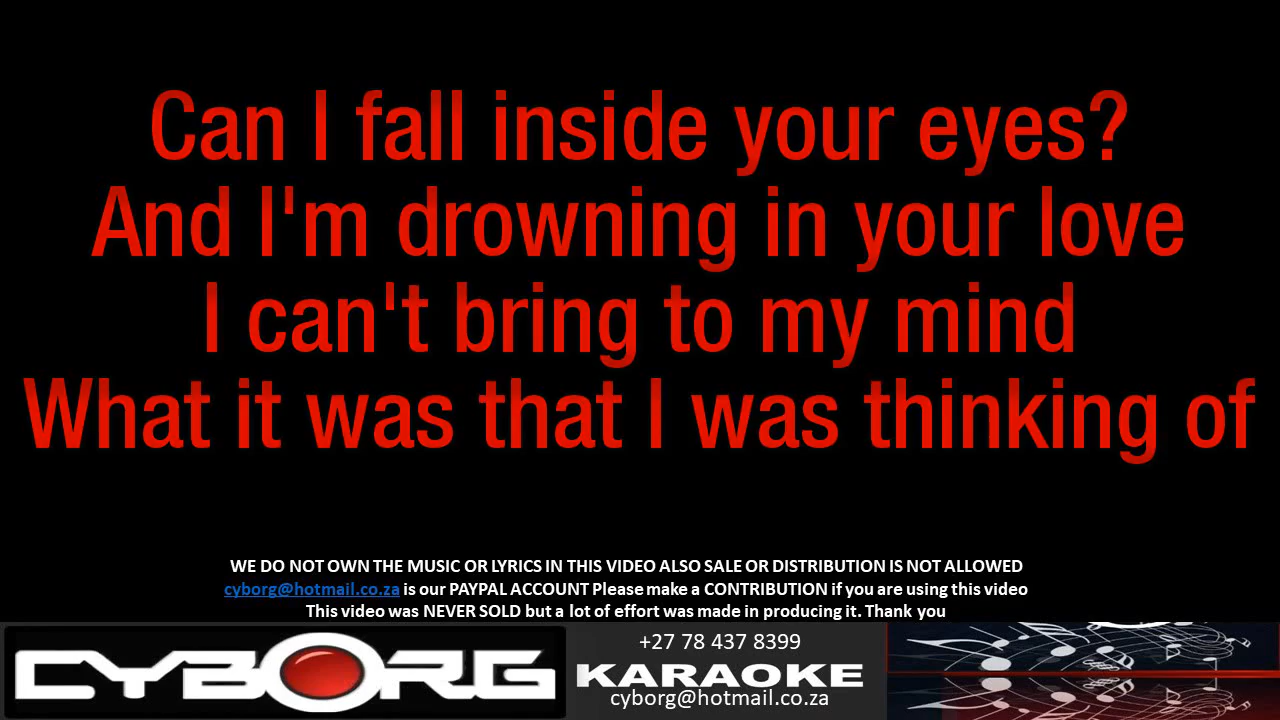 Can I fall inside your eyes?
And I'm drowning in your love
I can't bring to my mind
What it was that I was thinking of
WE DO NOT OWN THE MUSIC OR LYRICS IN THIS VIDEO ALSO SALE OR DISTRIBUTION IS NOT ALLOWED
cyborg@hotmail.co.za is our PAYPAL ACCOUNT Please make a CONTRIBUTION if you are using this video
This video was NEVER SOLD but a lot of effort was made in producing it. Thank you
CYBORG
+27 78 437 8399
KARAOKE
cyborg@hotmail.co.za